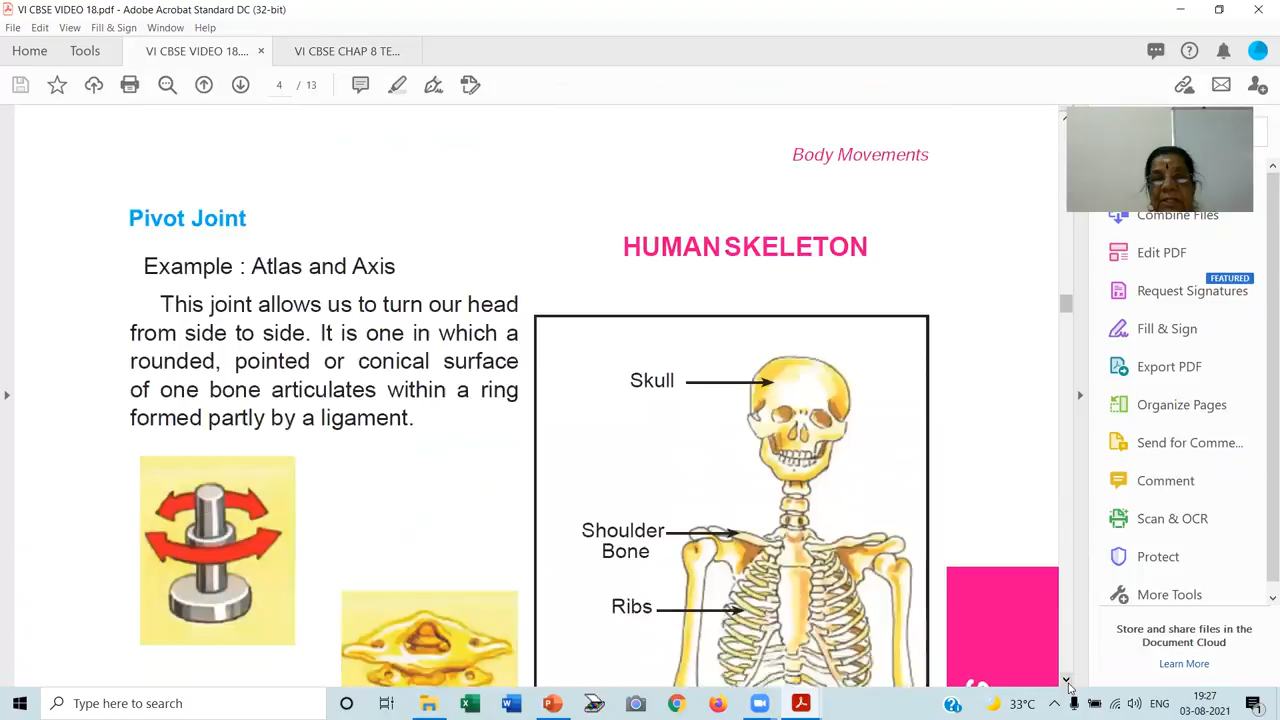 VI CBSE VIDEO 18.pdf - Adobe Acrobat Standard DC (32-bit)
File Edit View Fill & Sign Window Help
Home Tools VI CBSE VIDEO 18.... × VI CBSE CHAP 8 TE...
4 / 13
Body Movements
Pivot Joint
Example : Atlas and Axis
This joint allows us to turn our head
from side to side. It is one in which a
rounded, pointed or conical surface
of one bone articulates within a ring
formed partly by a ligament.
HUMAN SKELETON
Skull
Shoulder
Bone
Ribs
Combine Files
Edit PDF
FEATURED
Request Signatures
Fill & Sign
Export PDF
Organize Pages
Send for Comme...
Comment
Scan & OCR
Protect
More Tools
Store and share files in the
Document Cloud
Learn More
Type here to search
33°C
ENG
19:27
03-08-2021
1